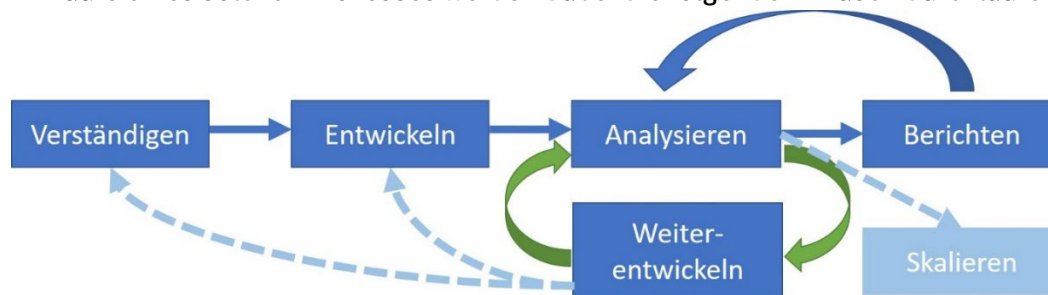 Verständigen
Entwickeln
Analysieren
Berichten
Weiter-
entwickeln
Skalieren